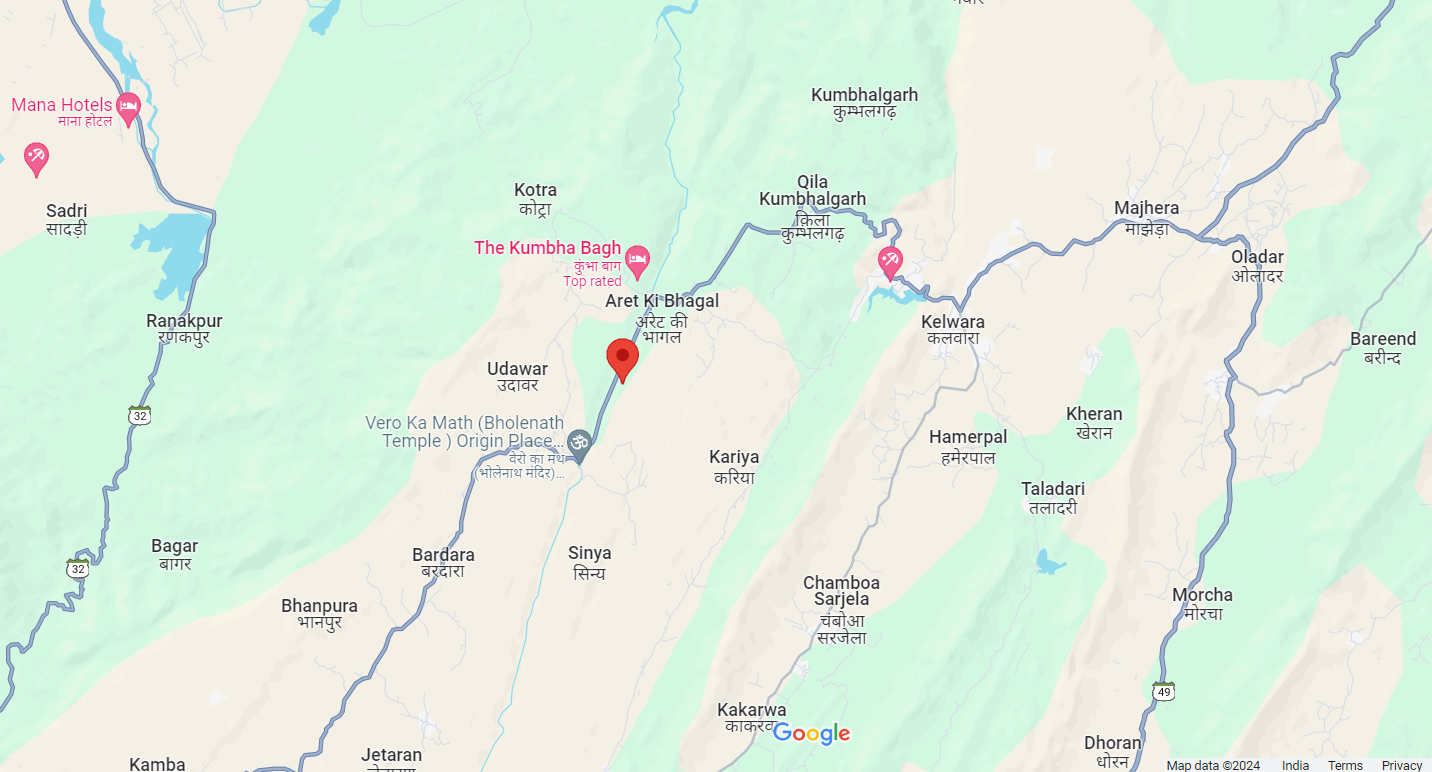 Kumbhalgarh
कुम्भलगढ़
Mana Hotels
माना होटल
Qila
Kumbhalgarh
क़िला
कुम्भलगढ़
Kotra
कोट्रा
Sadri
सादड़ी
Majhera
माझेड़ा
The Kumbha Bagh
कुंभा बाग
Top rated
Oladar
ओलादर
Aret Ki Bhagal
अरेट की
भागल
Ranakpur
रणकपुर
Kelwara
कलवारा
Bareend
बरीन्द
Udawar
उदावर
32
Kheran
खेरान
Vero Ka Math (Bholenath
Temple ) Origin Place...
वेरो का मथ
(भोलेनाथ मंदिर)...
Hamerpal
हमेरपाल
Kariya
करिया
Taladari
तलादरी
Bagar
बागर
32
Bardara
बरदारा
Sinya
सिन्य
Chamboa
Sarjela
चंबोआ
सरजेला
Morcha
मोरचा
Bhanpura
भानपुर
49
Kakarwa
काकरवा
Google
Dhoran
धोरन
Jetaran
Kamba
Map data ©2024 India Terms Privacy